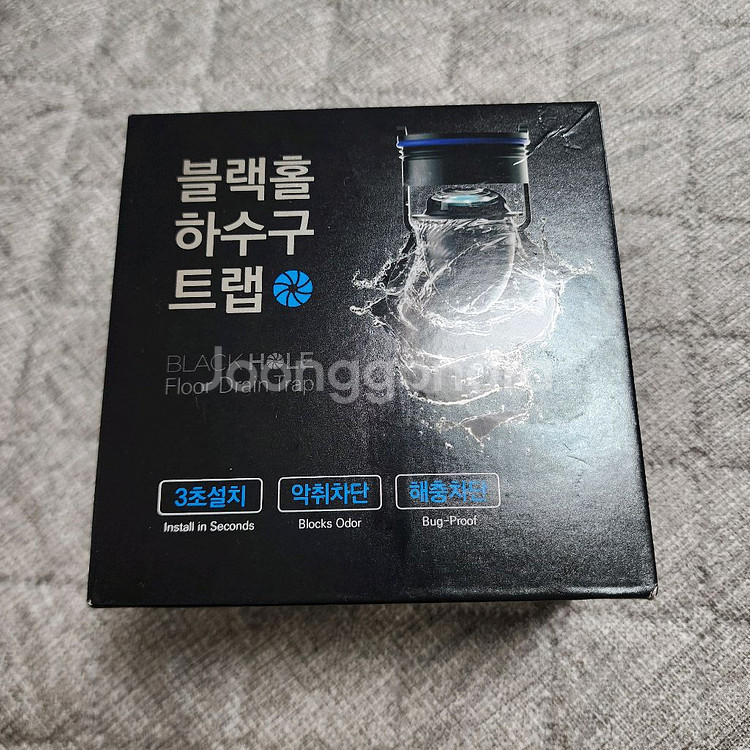 블랙홀
하수구
트랩
BLACK HOLE
Floor Drain Trap
Joonggonara
3초설치
악취차단
해충차단
Install in Seconds
Blocks Odor
Bug-Proof